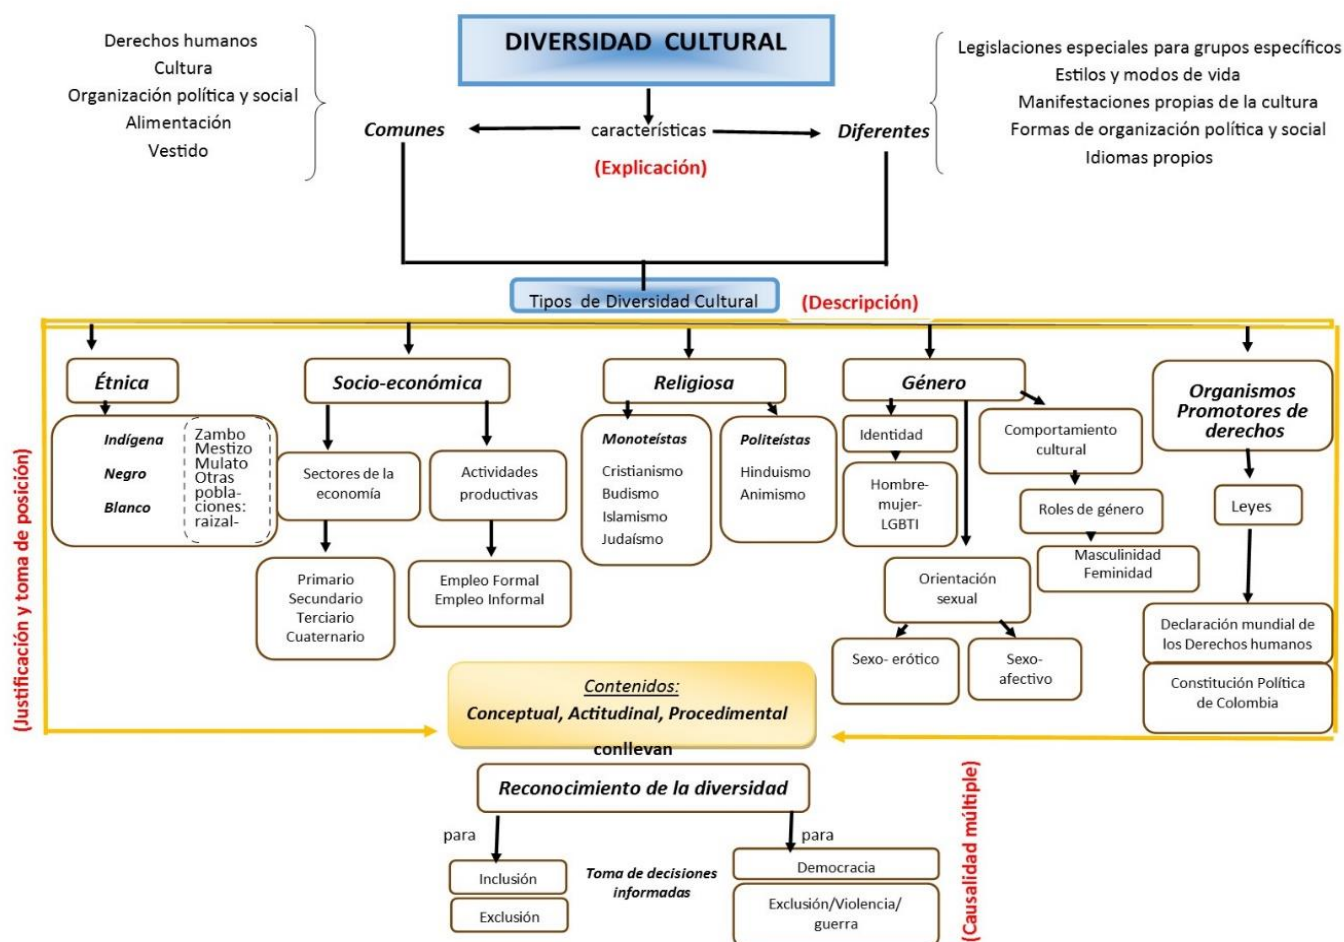 DIVERSIDAD CULTURAL
Derechos humanos
Cultura
Organización política y social
Alimentación
Vestido
Comunes
características
Diferentes
(Explicación)
Legislaciones especiales para grupos específicos
Estilos y modos de vida
Manifestaciones propias de la cultura
Formas de organización política y social
Idiomas propios
Tipos de Diversidad Cultural
(Descripción)
Étnica
Indígena
Negro
Blanco
Zambo
Mestizo
Mulato
Otras
pobla-
ciones:
raizal-
Socio-económica
Sectores de la
economía
Primario
Secundario
Terciario
Cuaternario
Actividades
productivas
Empleo Formal
Empleo Informal
Religiosa
Monoteístas
Cristianismo
Budismo
Islamismo
Judaísmo
Politeístas
Hinduismo
Animismo
Género
Identidad
Hombre-
mujer-
LGBTI
Orientación
sexual
Sexo- erótico
Sexo-
afectivo
Comportamiento
cultural
Roles de género
Masculinidad
Feminidad
Organismos
Promotores de
derechos
Leyes
Declaración mundial de
los Derechos humanos
Constitución Política
de Colombia
(Justificación y toma de posición)
Contenidos:
Conceptual, Actitudinal, Procedimental
conllevan
Reconocimiento de la diversidad
para
para
Inclusión
Exclusión
Toma de decisiones
informadas
Democracia
Exclusión/Violencia/
guerra
(Causalidad múltiple)